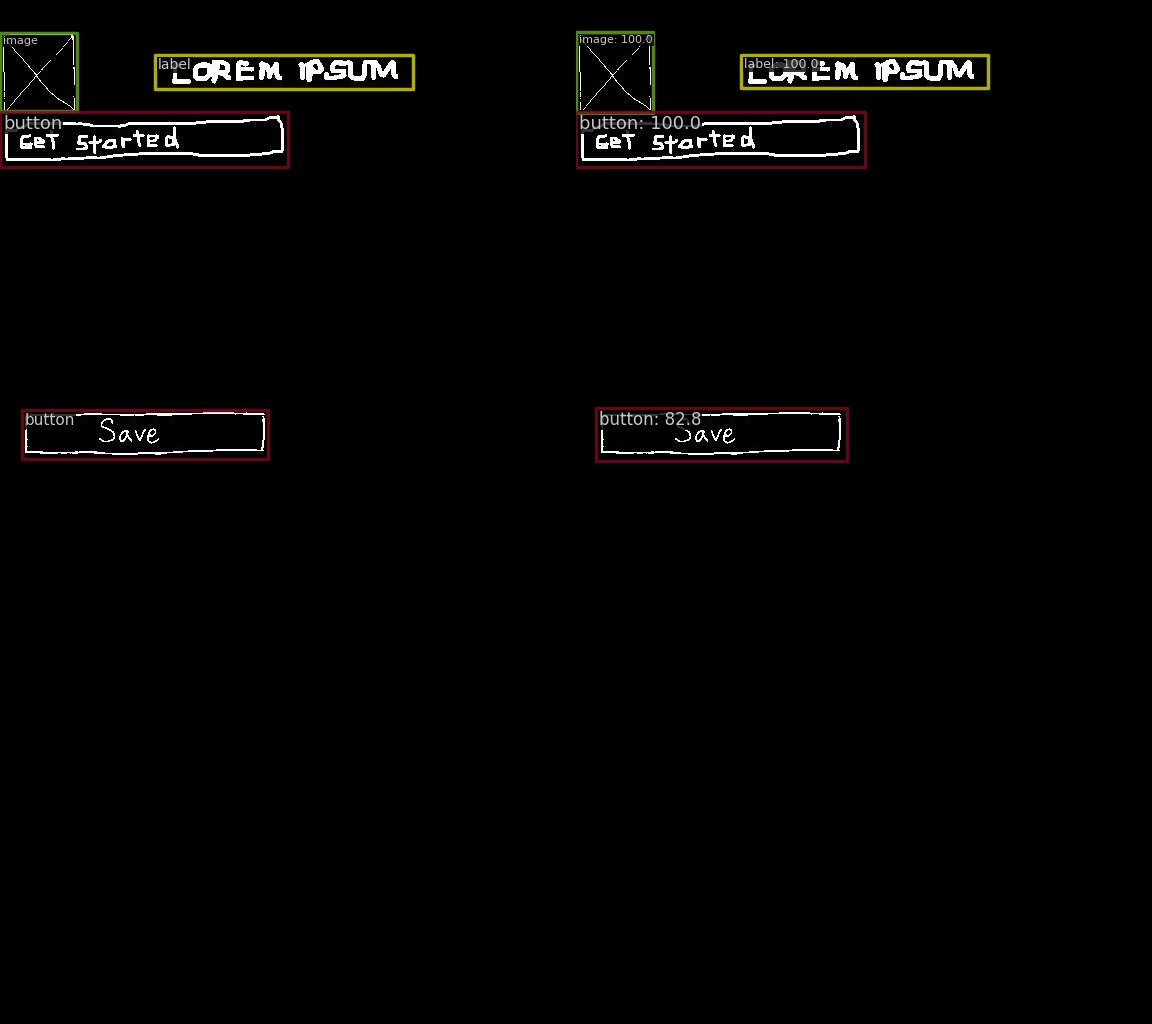 image
label
LOREM IPSUM
button
GeT Started
button
Save
image: 100.0
label: 100.0
LOREM IPSUM
button: 100.0
GeT Started
button: 82.8
Save